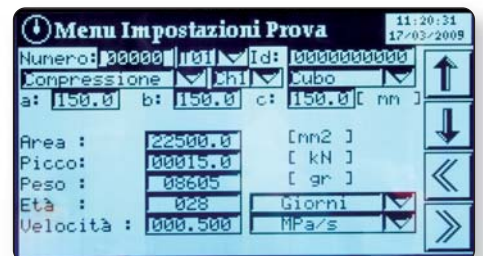 Menu Impostazioni Prova
11:20:31
17/03/2009
Numero: 00000 r01 Id: 0000000000
Compressione Ch1 Cubo
a: 150.0 b: 150.0 c: 150.0 [ mm ]
Area : 22500.0 [mm2 ]
Picco: 00015.0 [ kN ]
Peso : 08605 [ gr ]
Età : 028 Giorni
Velocità : 000.500 MPa/s